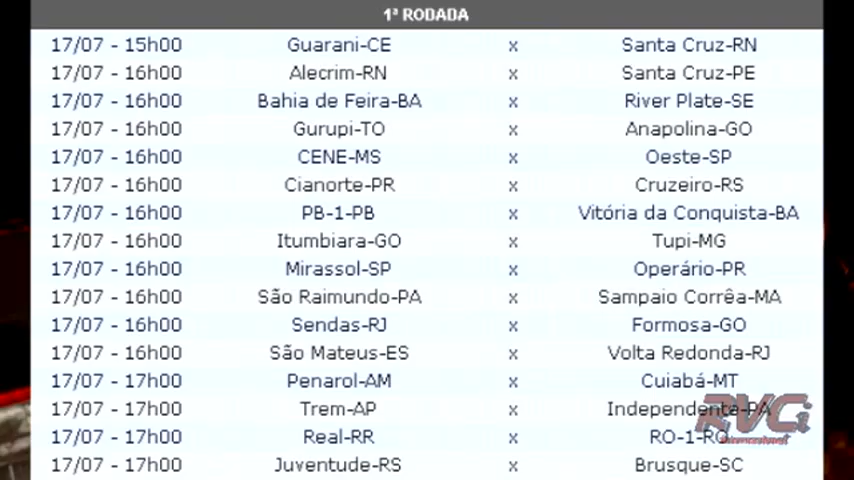 1ª RODADA
17/07 - 15h00 Guarani-CE x Santa Cruz-RN
17/07 - 16h00 Alecrim-RN x Santa Cruz-PE
17/07 - 16h00 Bahia de Feira-BA x River Plate-SE
17/07 - 16h00 Gurupi-TO x Anapolina-GO
17/07 - 16h00 CENE-MS x Oeste-SP
17/07 - 16h00 Cianorte-PR x Cruzeiro-RS
17/07 - 16h00 PB-1-PB x Vitória da Conquista-BA
17/07 - 16h00 Itumbiara-GO x Tupi-MG
17/07 - 16h00 Mirassol-SP x Operário-PR
17/07 - 16h00 São Raimundo-PA x Sampaio Corrêa-MA
17/07 - 16h00 Sendas-RJ x Formosa-GO
17/07 - 16h00 São Mateus-ES x Volta Redonda-RJ
17/07 - 17h00 Penarol-AM x Cuiabá-MT
17/07 - 17h00 Trem-AP x Independente-PA
17/07 - 17h00 Real-RR x RO-1-RO
17/07 - 17h00 Juventude-RS x Brusque-SC
RVC